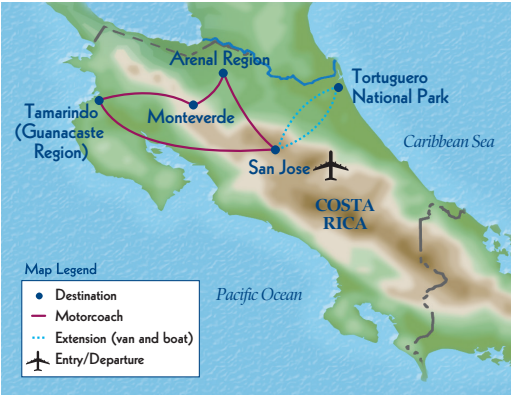 Arenal Region
Tortuguero
National Park
Tamarindo
(Guanacaste
Region)
Monteverde
Caribbean Sea
San Jose
COSTA
RICA
Map Legend
Destination
Motorcoach
Extension (van and boat)
Entry/Departure
Pacific Ocean